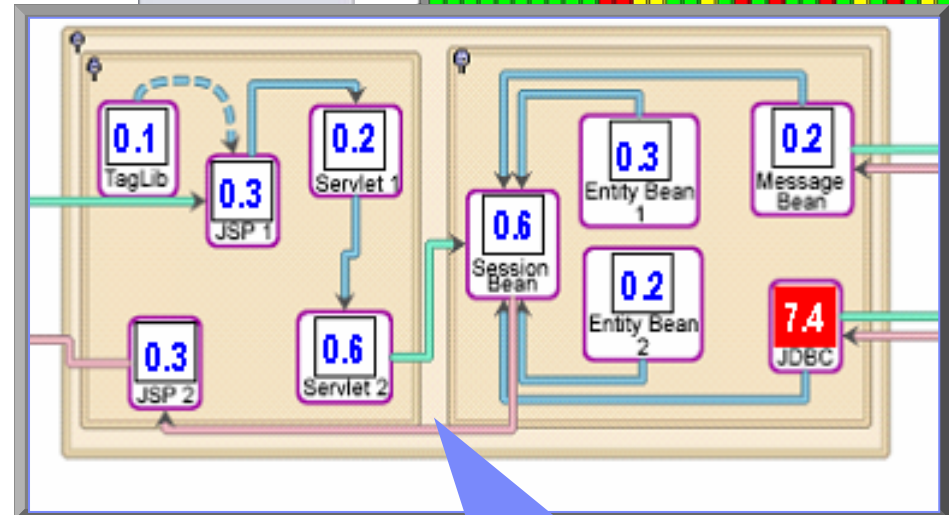 0.1
TagLib
0.3
JSP 1
0.2
Servlet 1
0.3
JSP 2
0.6
Servlet 2
0.6
Session
Bean
0.3
Entity Bean
1
0.2
Entity Bean
2
0.2
Message
Bean
7.4
JDBC